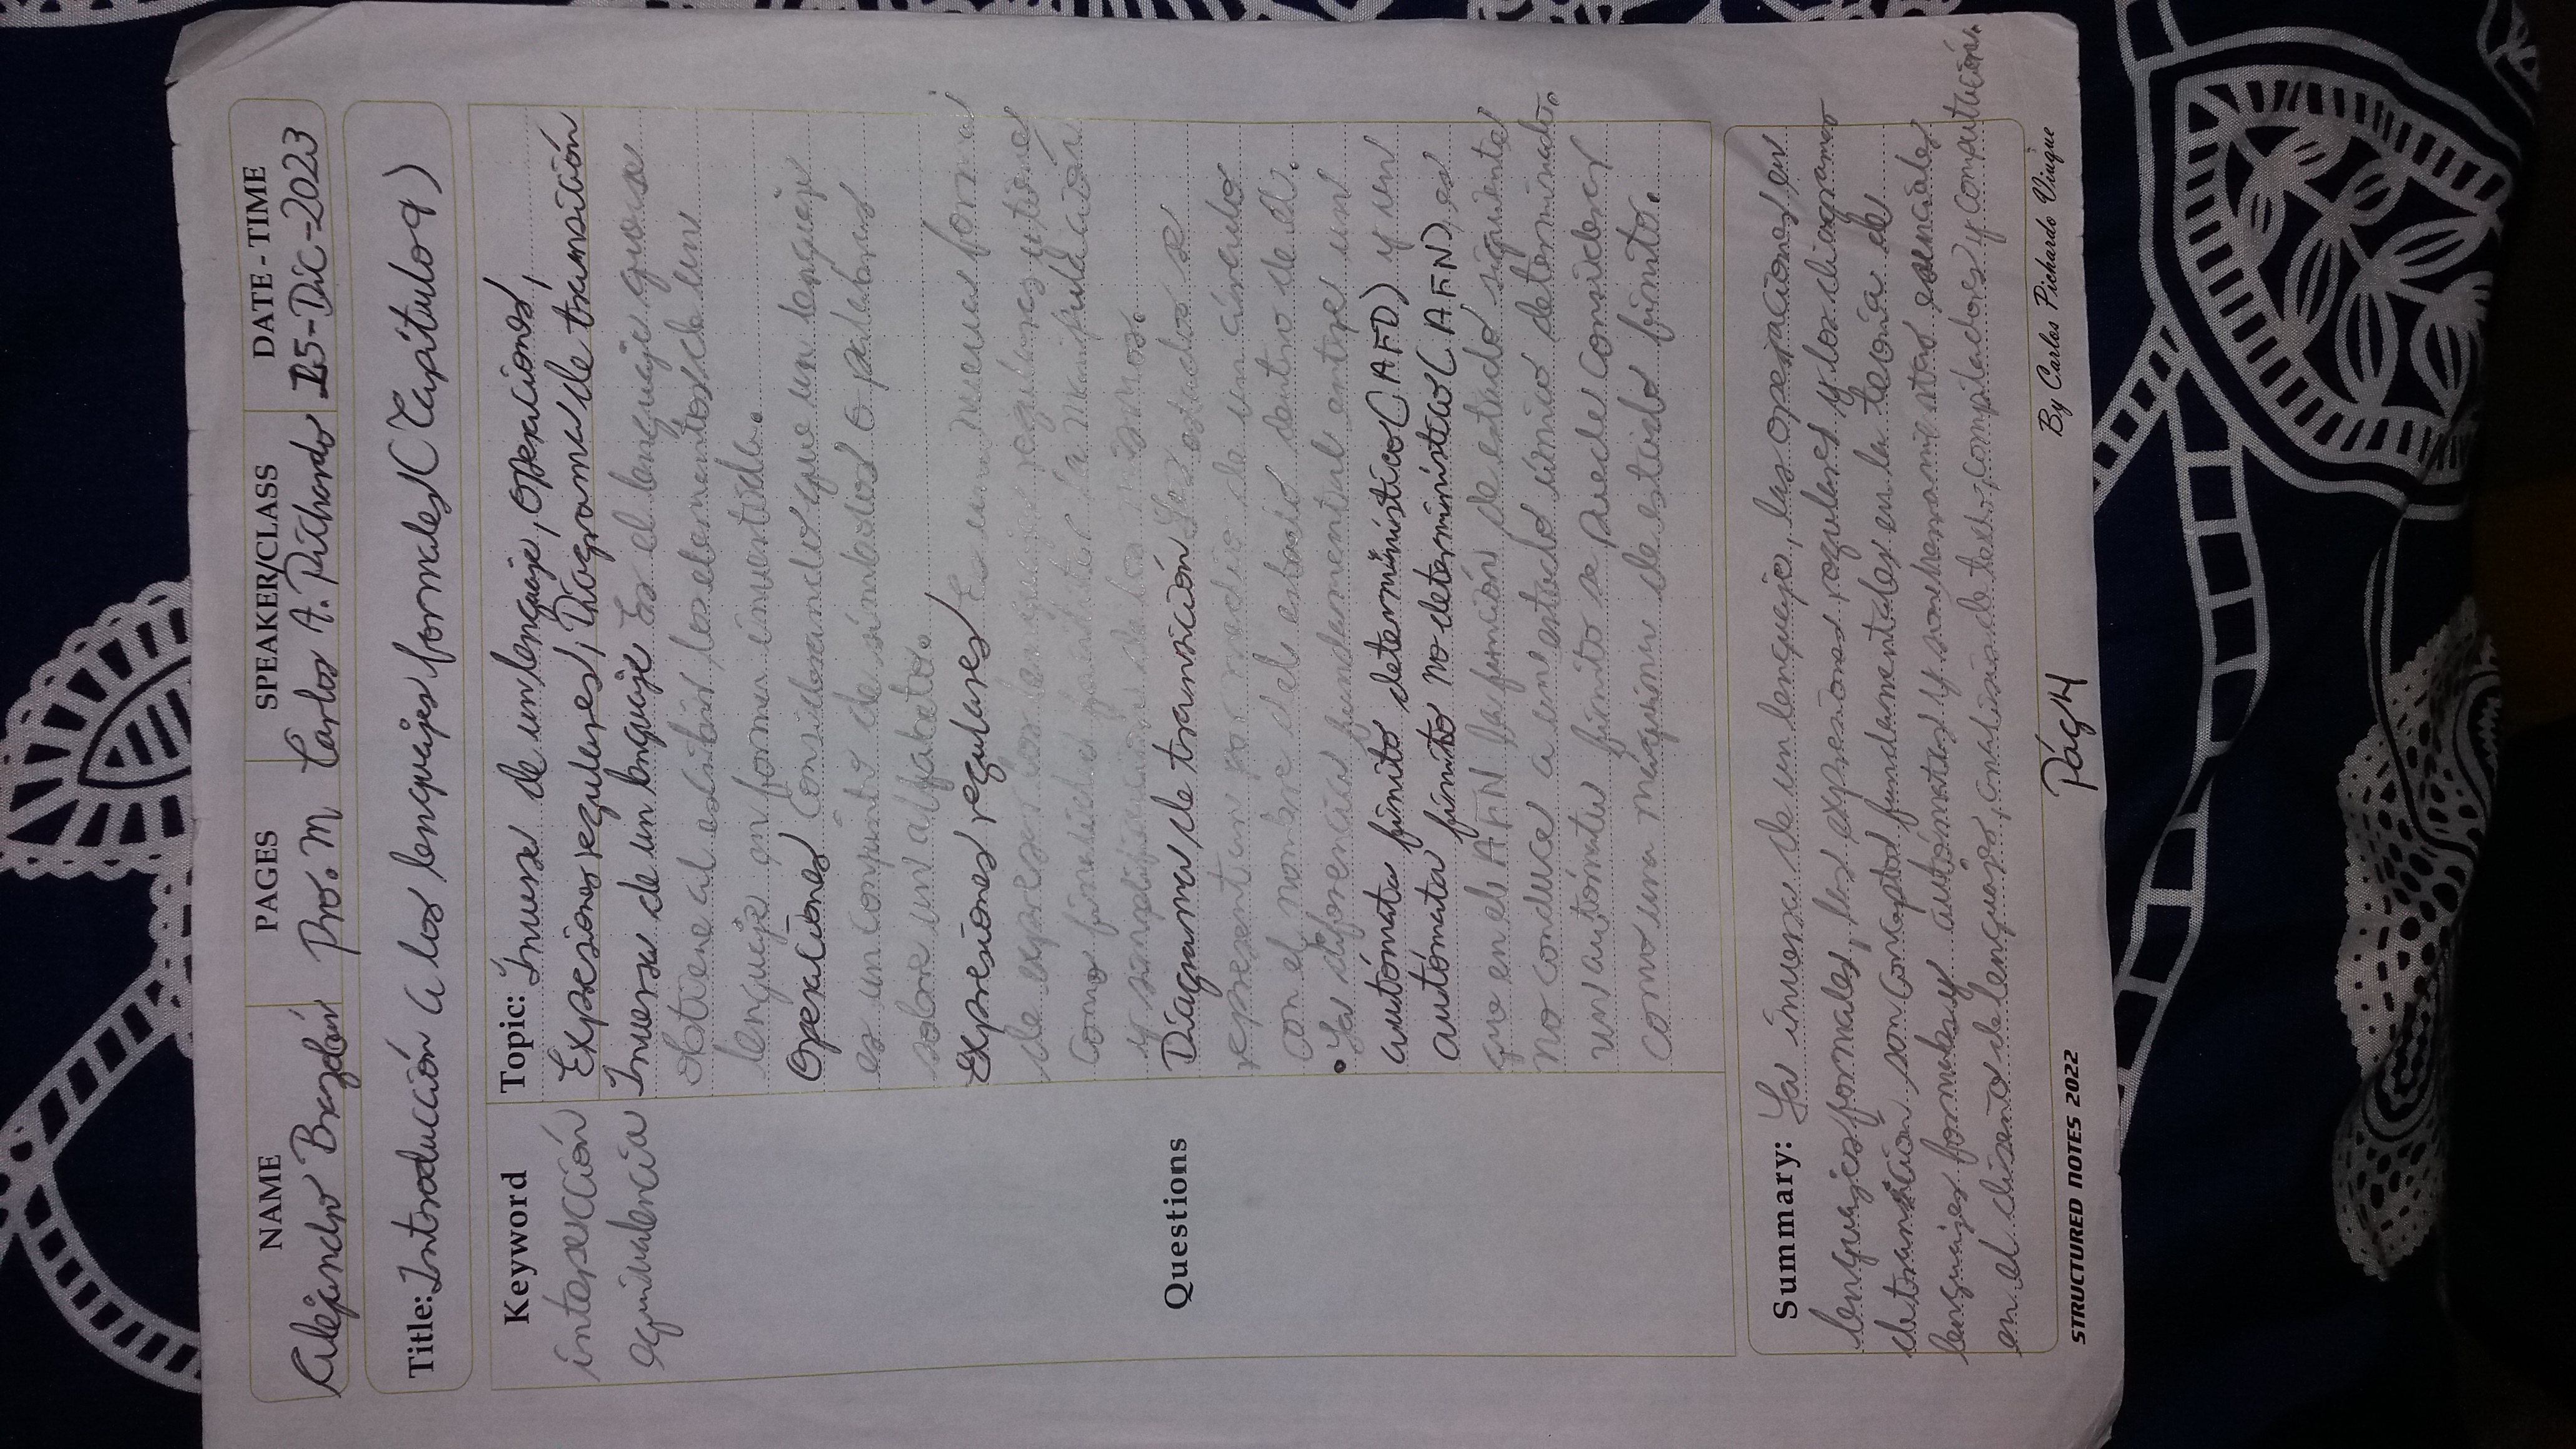 NAME PAGES SPEAKER/CLASS DATE - TIME
Alejandro Brazobán Pro. M Carlos A. Pichardo 15-Dic-2023
Title: Introducción a los lenguajes formales (Capítulo 9)
Keyword
intersección
equivalencia
Topic: Inversa de un lenguaje, Operaciones,
Expresiones regulares, Diagrama de transición
Inversa de un lenguaje Es el lenguaje que se
obtiene al escribir los elementos de un
lenguaje en forma invertida.
Operaciones Considerando que un lenguaje
es un conjunto de símbolos o palabras
sobre un alfabeto.
Expresiones regulares Es una nueva forma
de expresar los lenguajes regulares y tiene
como finalidad facilitar la manipulación
y simplificación de los mismos.
Questions
Diagrama de transición Los estados se
representan por medio de un círculo
con el nombre del estado dentro de él.
• La diferencia fundamental entre un
autómata finito determinístico (AFD) y un
autómata finito no determinístico (AFN), es
que en el AFN la función de estado siguiente
no conduce a un estado único determinado.
un autómata finito se puede considerar
como una máquina de estado finito.
Summary: La inversa de un lenguaje, las operaciones en
lenguajes formales, las expresiones regulares y los diagramas
de transición son conceptos fundamentales en la teoría de
lenguajes formales y autómatas y son herramientas esenciales
en el diseño de lenguajes, analisis de texto, compiladores y computación.
STRUCTURED NOTES 2022 Pág 4 By Carlos Pichardo Viuque